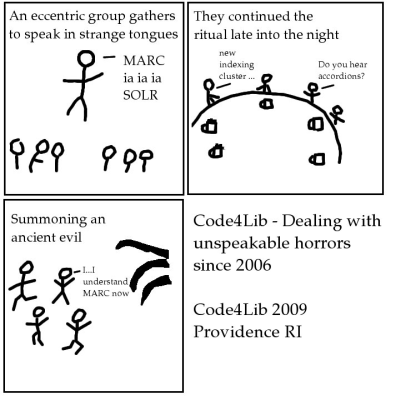 An eccentric group gathers
to speak in strange tongues
MARC
ia ia ia
SOLR
They continued the
ritual late into the night
new
indexing
cluster ...
Do you hear
accordions?
Summoning an
ancient evil
I...I
understand
MARC now
Code4Lib - Dealing with
unspeakable horrors
since 2006
Code4Lib 2009
Providence RI